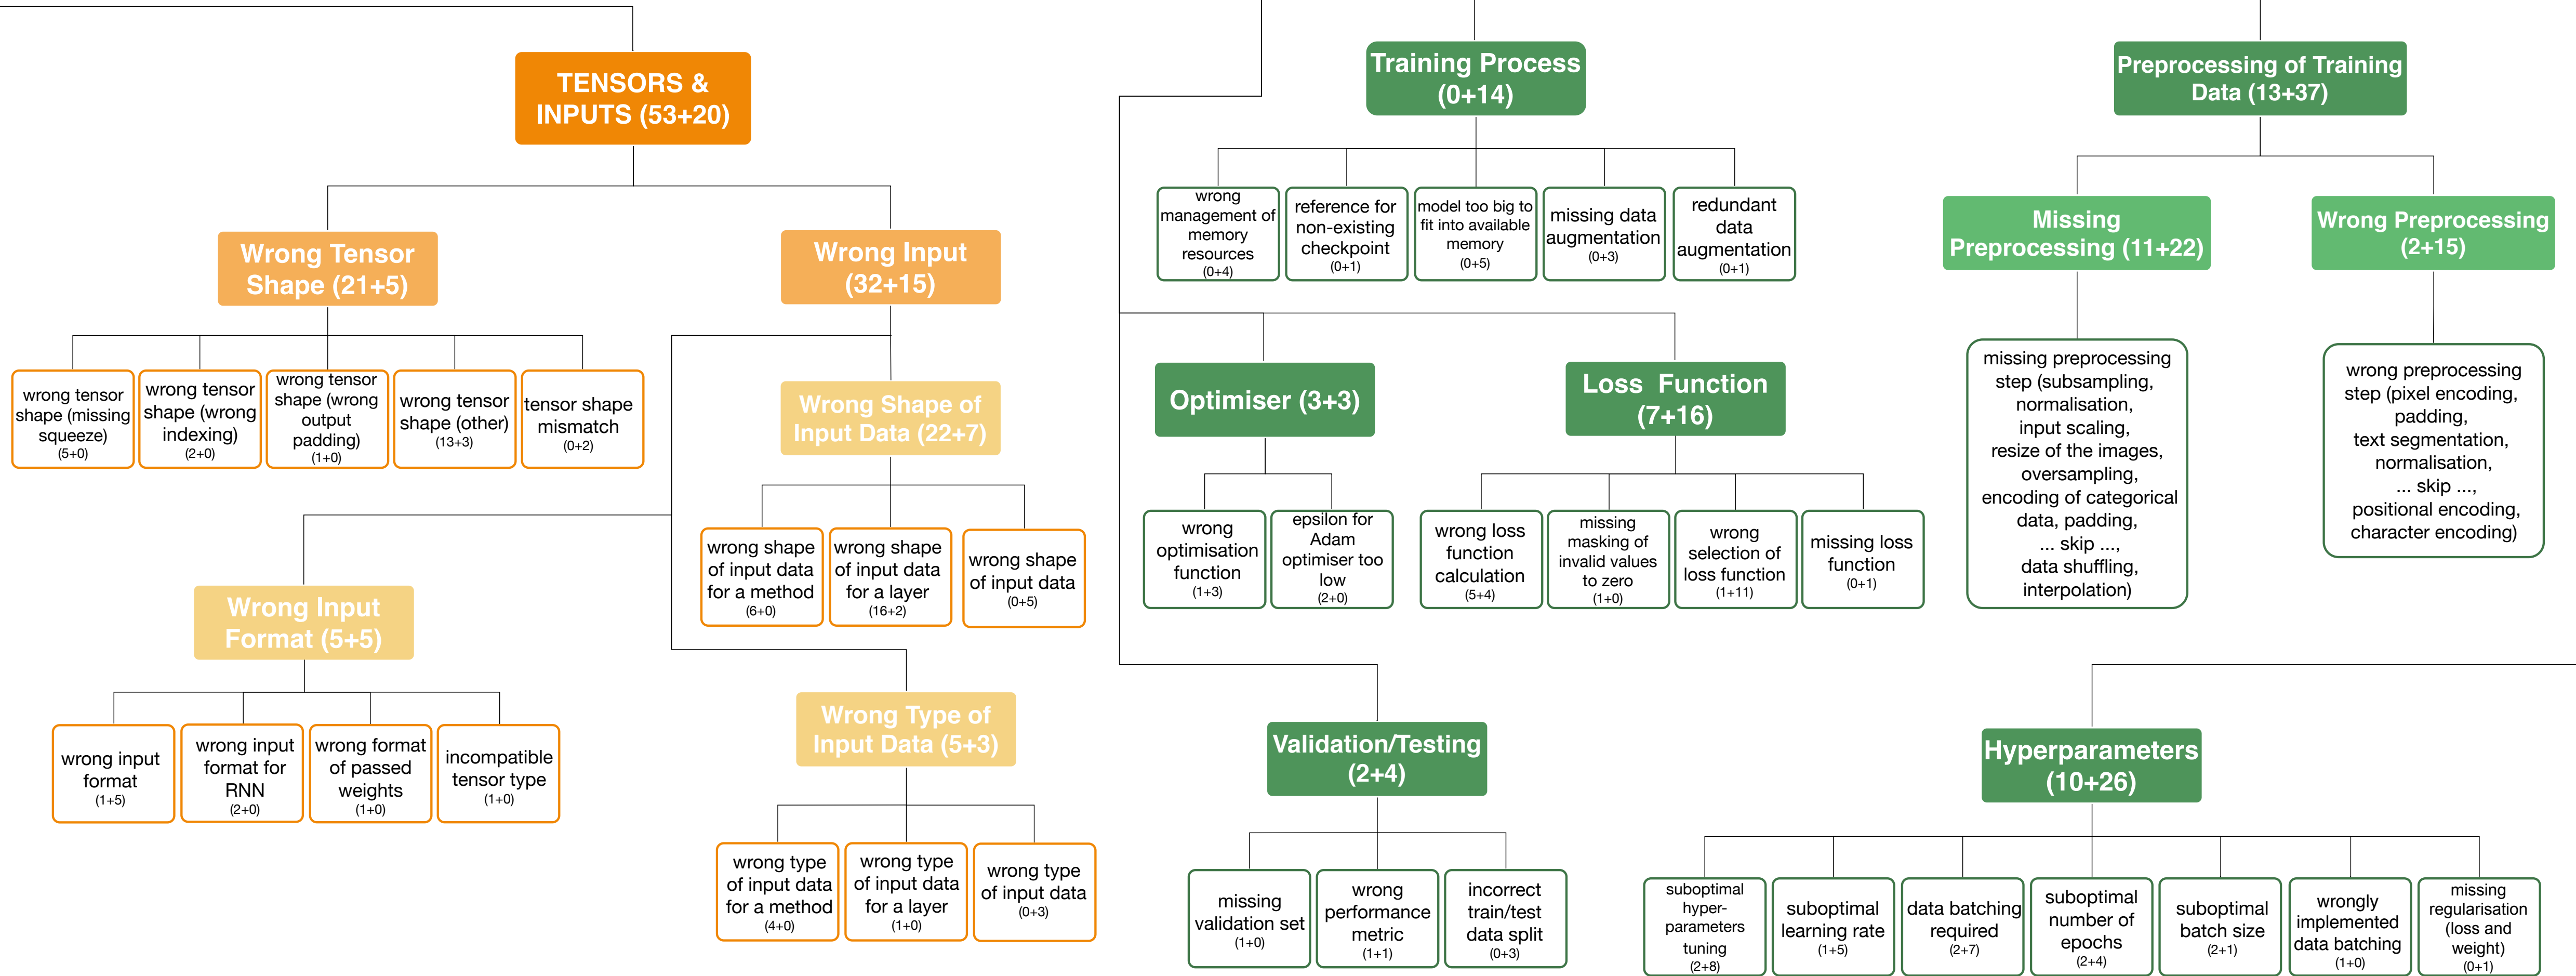 TENSORS &
INPUTS (53+20)
Wrong Tensor
Shape (21+5)
Wrong Input
(32+15)
wrong tensor
shape (missing
squeeze)
(5+0)
wrong tensor
shape (wrong
indexing)
(2+0)
wrong tensor
shape (wrong
output
padding)
(1+0)
wrong tensor
shape (other)
(13+3)
tensor shape
mismatch
(0+2)
Wrong Shape of
Input Data (22+7)
wrong shape
of input data
for a method
(6+0)
wrong shape
of input data
for a layer
(16+2)
wrong shape
of input data
(0+5)
Wrong Input
Format (5+5)
wrong input
format
(1+5)
wrong input
format for
RNN
(2+0)
wrong format
of passed
weights
(1+0)
incompatible
tensor type
(1+0)
Wrong Type of
Input Data (5+3)
wrong type
of input data
for a method
(4+0)
wrong type
of input data
for a layer
(1+0)
wrong type
of input data
(0+3)
Training Process
(0+14)
wrong
management of
memory
resources
(0+4)
reference for
non-existing
checkpoint
(0+1)
model too big to
fit into available
memory
(0+5)
missing data
augmentation
(0+3)
redundant
data
augmentation
(0+1)
Optimiser (3+3)
wrong
optimisation
function
(1+3)
epsilon for
Adam
optimiser too
low
(2+0)
Loss Function
(7+16)
wrong loss
function
calculation
(5+4)
missing
masking of
invalid values
to zero
(1+0)
wrong
selection of
loss function
(1+11)
missing loss
function
(0+1)
Validation/Testing
(2+4)
missing
validation set
(1+0)
wrong
performance
metric
(1+1)
incorrect
train/test
data split
(0+3)
Preprocessing of Training
Data (13+37)
Missing
Preprocessing (11+22)
missing preprocessing
step (subsampling,
normalisation,
input scaling,
resize of the images,
oversampling,
encoding of categorical
data, padding,
... skip ...,
data shuffling,
interpolation)
Wrong Preprocessing
(2+15)
wrong preprocessing
step (pixel encoding,
padding,
text segmentation,
normalisation,
... skip ...,
positional encoding,
character encoding)
Hyperparameters
(10+26)
suboptimal
hyper-
parameters
tuning
(2+8)
suboptimal
learning rate
(1+5)
data batching
required
(2+7)
suboptimal
number of
epochs
(2+4)
suboptimal
batch size
(2+1)
wrongly
implemented
data batching
(1+0)
missing
regularisation
(loss and
weight)
(0+1)